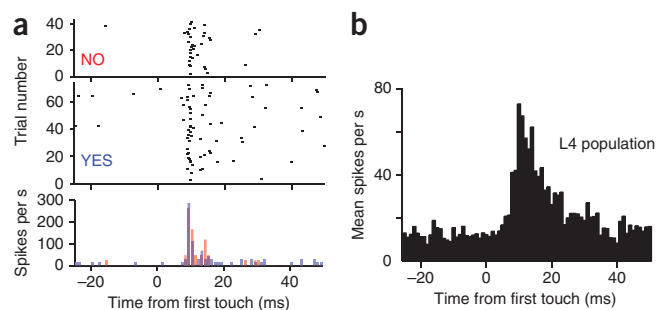 a
40
20
0
NO
60
40
20
0
YES
Trial number
300
200
100
0
Spikes per s
−20 0 20 40
Time from first touch (ms)
b
80
40
0
Mean spikes per s
L4 population
−20 0 20 40
Time from first touch (ms)